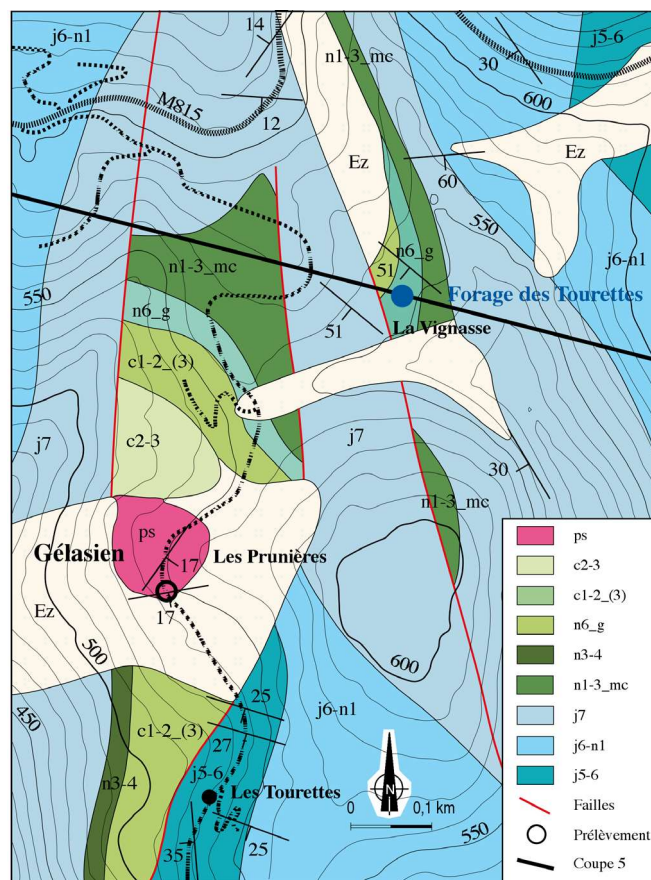 j6-n1
14
n1-3_mc
j5-6
30
600
M815
12
Ez
Ez
60
550
n6_g
j6-n1
n1-3_mc
51
550
Forage des Tourettes
n6_g
51
La Vignasse
c1-2_(3)
j7
j7
c2-3
30
n1-3_mc
ps
Gélasien
17
Les Prunières
Ez
17
600
500
25
j6-n1
450
c1-2_(3)
27
j5-6
n3-4
Les Tourettes
N
0 0,1 km
35
25
550
ps
c2-3
c1-2_(3)
n6_g
n3-4
n1-3_mc
j7
j6-n1
j5-6
Failles
Prélèvement
Coupe 5